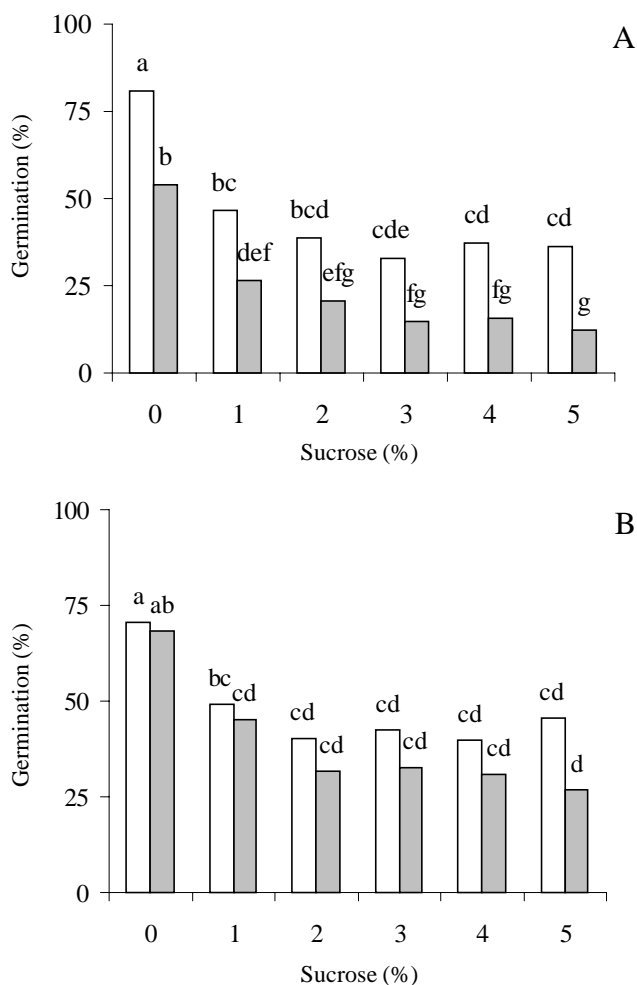 A
100
75
50
25
0
Germination (%)
a
b
bc
def
bcd
efg
cde
fg
cd
fg
cd
g
0 1 2 3 4 5
Sucrose (%)
B
100
75
50
25
0
Germination (%)
a
ab
bc
cd
cd
cd
cd
cd
cd
cd
cd
d
0 1 2 3 4 5
Sucrose (%)